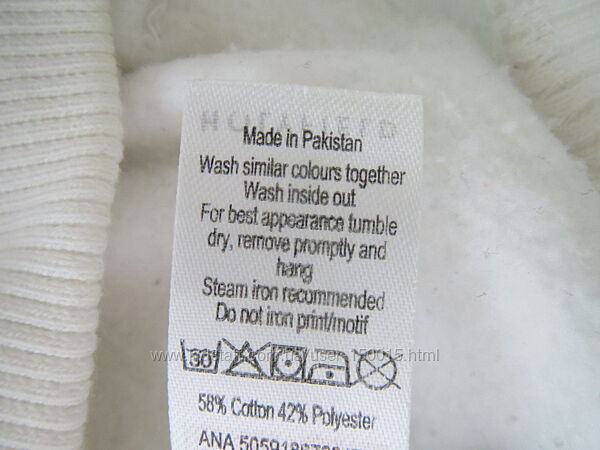 Made in Pakistan
Wash similar colours together
Wash inside out
For best appearance tumble
dry, remove promptly and
hang
Steam iron recommended
Do not iron print/motif
30
58% Cotton 42% Polyester
ANA